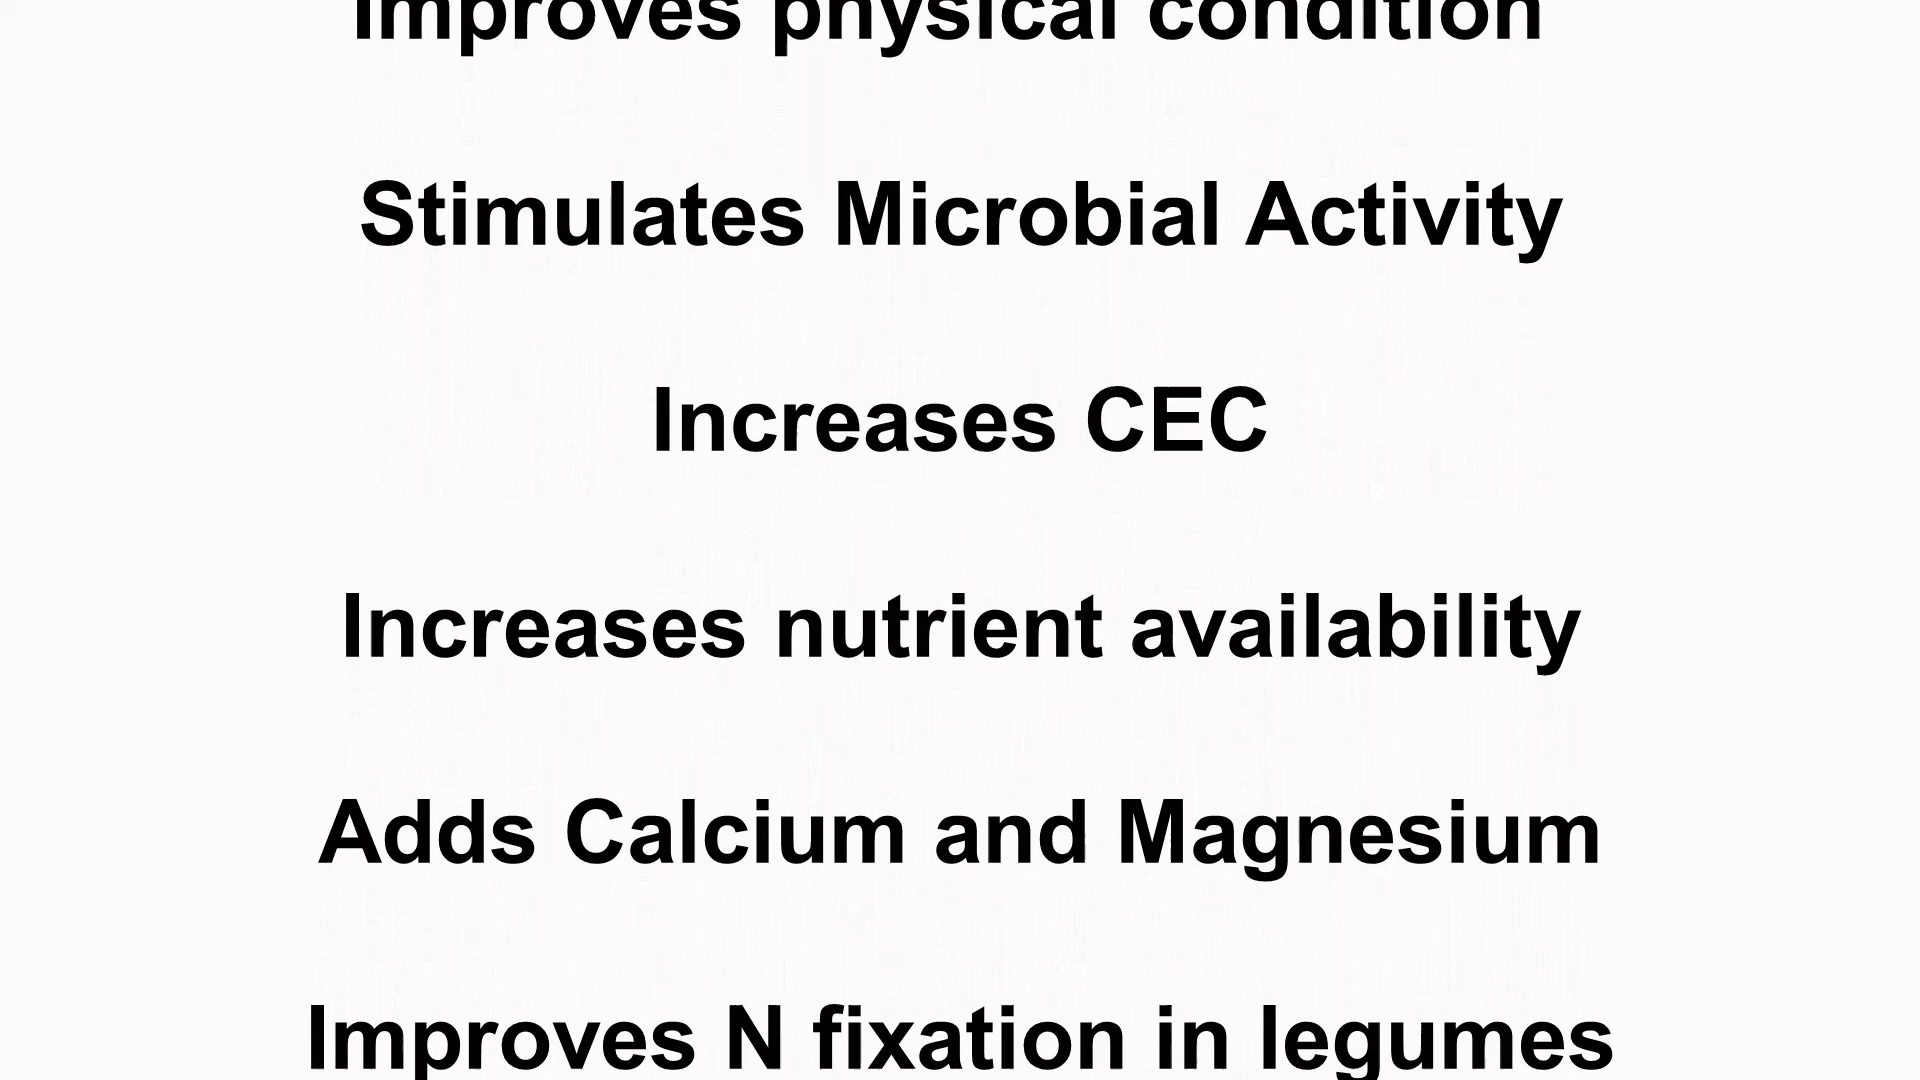 Improves physical condition
Stimulates Microbial Activity
Increases CEC
Increases nutrient availability
Adds Calcium and Magnesium
Improves N fixation in legumes